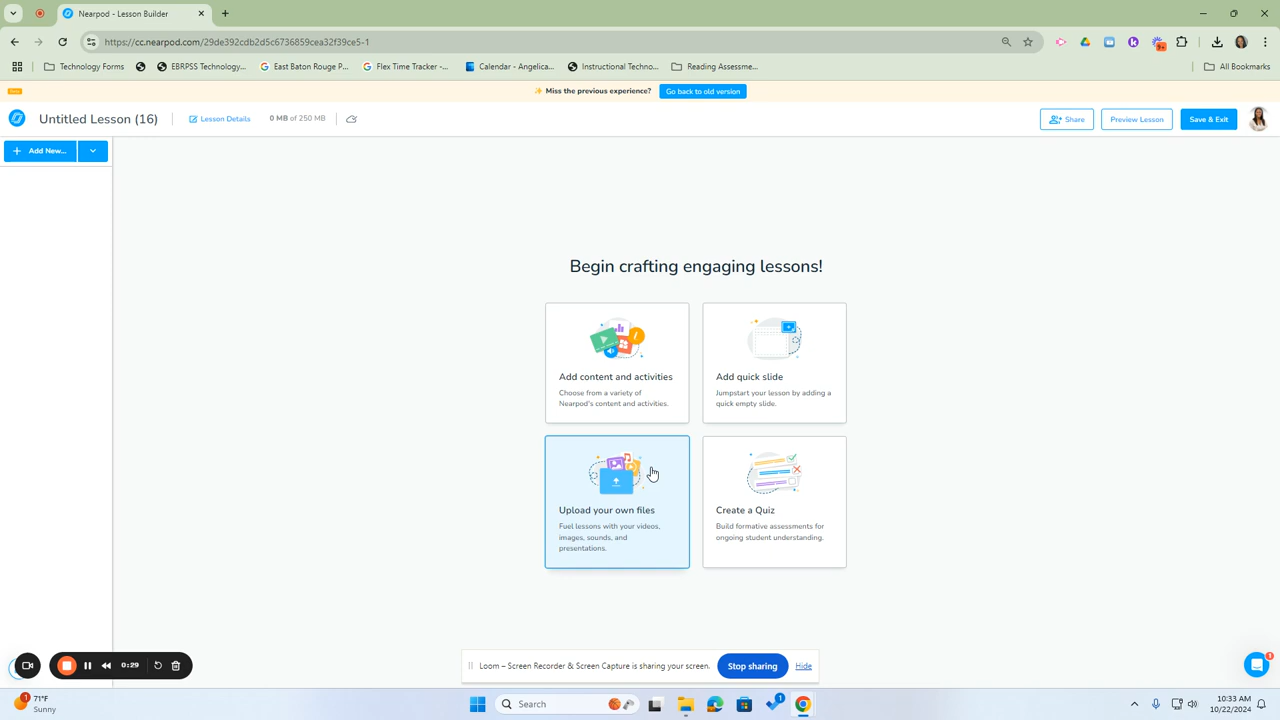 Nearpod - Lesson Builder
https://cc.nearpod.com/29de392cdb2d5c6736859cea32f39ce5-1
9+
Technology Forms
EBRPSS Technology...
East Baton Rouge P...
Flex Time Tracker -...
Calendar - Angelica...
Instructional Techno...
Reading Assessme...
All Bookmarks
✨ Miss the previous experience?
Go back to old version
Untitled Lesson (16)
Lesson Details
0 MB of 250 MB
Share
Preview Lesson
Save & Exit
+ Add New...
Begin crafting engaging lessons!
Add content and activities
Choose from a variety of
Nearpod's content and activities.
Add quick slide
Jumpstart your lesson by adding a
quick empty slide.
Upload your own files
Fuel lessons with your videos,
images, sounds, and
presentations.
Create a Quiz
Build formative assessments for
ongoing student understanding.
0:29
Loom – Screen Recorder & Screen Capture is sharing your screen.
Stop sharing
Hide
1
1
71°F
Sunny
Search
1
10:33 AM
10/22/2024